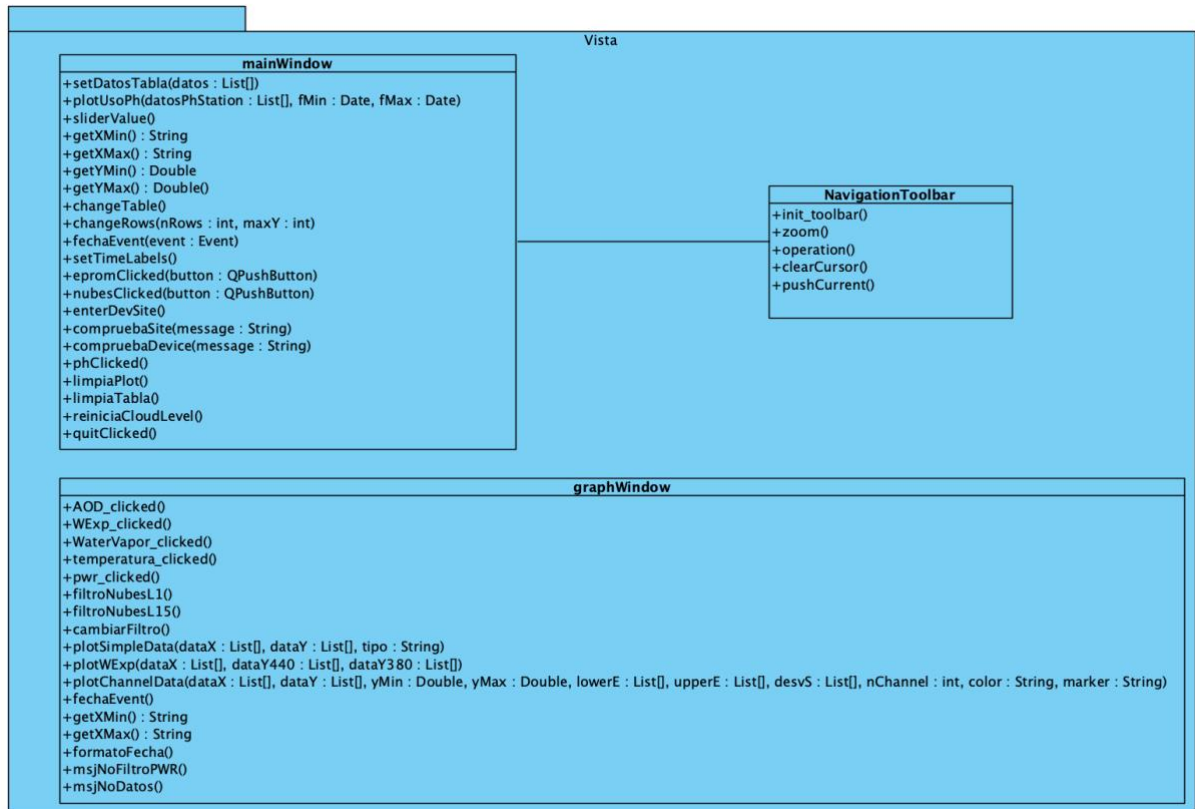 Vista
mainWindow
+setDatosTabla(datos : List[])
+plotUsoPh(datosPhStation : List[], fMin : Date, fMax : Date)
+sliderValue()
+getXMin() : String
+getXMax() : String
+getYMin() : Double
+getYMax() : Double()
+changeTable()
+changeRows(nRows : int, maxY : int)
+fechaEvent(event : Event)
+setTimeLabels()
+epromClicked(button : QPushButton)
+nubesClicked(button : QPushButton)
+enterDevSite()
+compruebaSite(message : String)
+compruebaDevice(message : String)
+phClicked()
+limpiaPlot()
+limpiaTabla()
+reiniciaCloudLevel()
+quitClicked()
NavigationToolbar
+init_toolbar()
+zoom()
+operation()
+clearCursor()
+pushCurrent()
graphWindow
+AOD_clicked()
+WExp_clicked()
+WaterVapor_clicked()
+temperatura_clicked()
+pwr_clicked()
+filtroNubesL1()
+filtroNubesL15()
+cambiarFiltro()
+plotSimpleData(dataX : List[], dataY : List[], tipo : String)
+plotWExp(dataX : List[], dataY440 : List[], dataY380 : List[])
+plotChannelData(dataX : List[], dataY : List[], yMin : Double, yMax : Double, lowerE : List[], upperE : List[], desvS : List[], nChannel : int, color : String, marker : String)
+fechaEvent()
+getXMin() : String
+getXMax() : String
+formatoFecha()
+msjNoFiltroPWR()
+msjNoDatos()